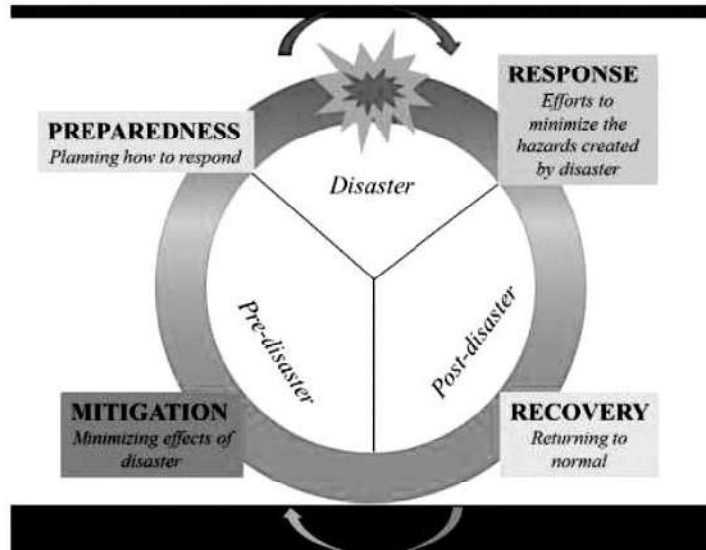 RESPONSE
Efforts to
minimize the
hazards created
by disaster
PREPAREDNESS
Planning how to respond
Disaster
Pre-disaster
Post-disaster
MITIGATION
Minimizing effects of
disaster
RECOVERY
Returning to
normal